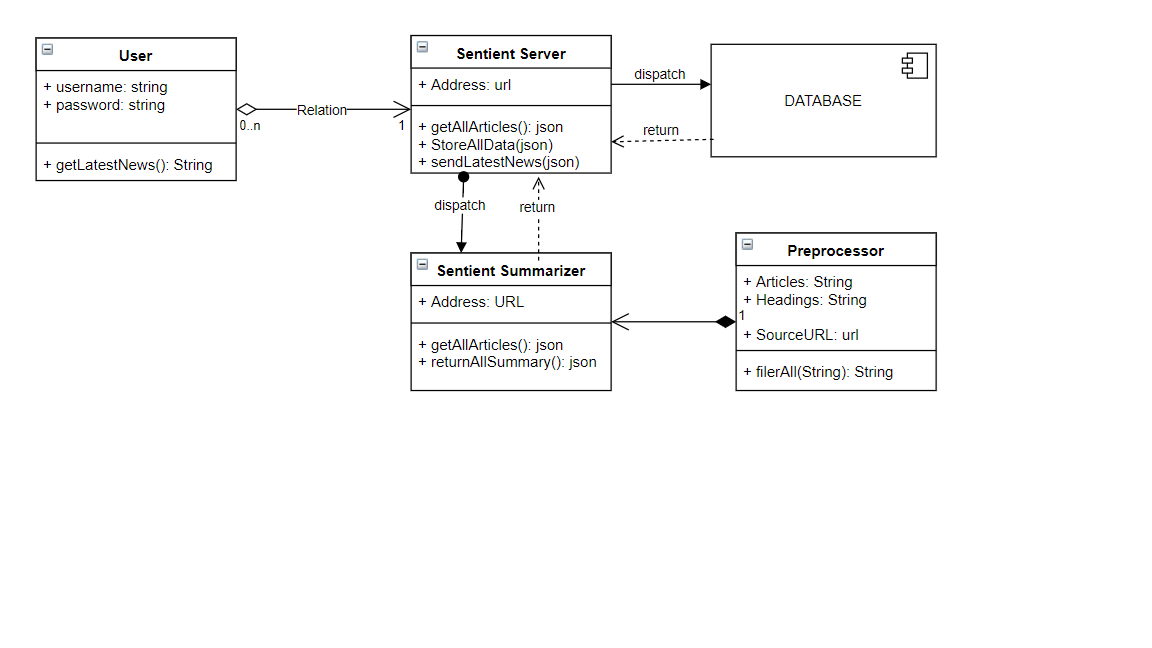 User
+ username: string
+ password: string
+ getLatestNews(): String
0..n
Relation
1
Sentient Server
+ Address: url
+ getAllArticles(): json
+ StoreAllData(json)
+ sendLatestNews(json)
dispatch
return
DATABASE
dispatch
return
Sentient Summarizer
+ Address: URL
+ getAllArticles(): json
+ returnAllSummary(): json
Preprocessor
+ Articles: String
+ Headings: String
1
+ SourceURL: url
+ filerAll(String): String